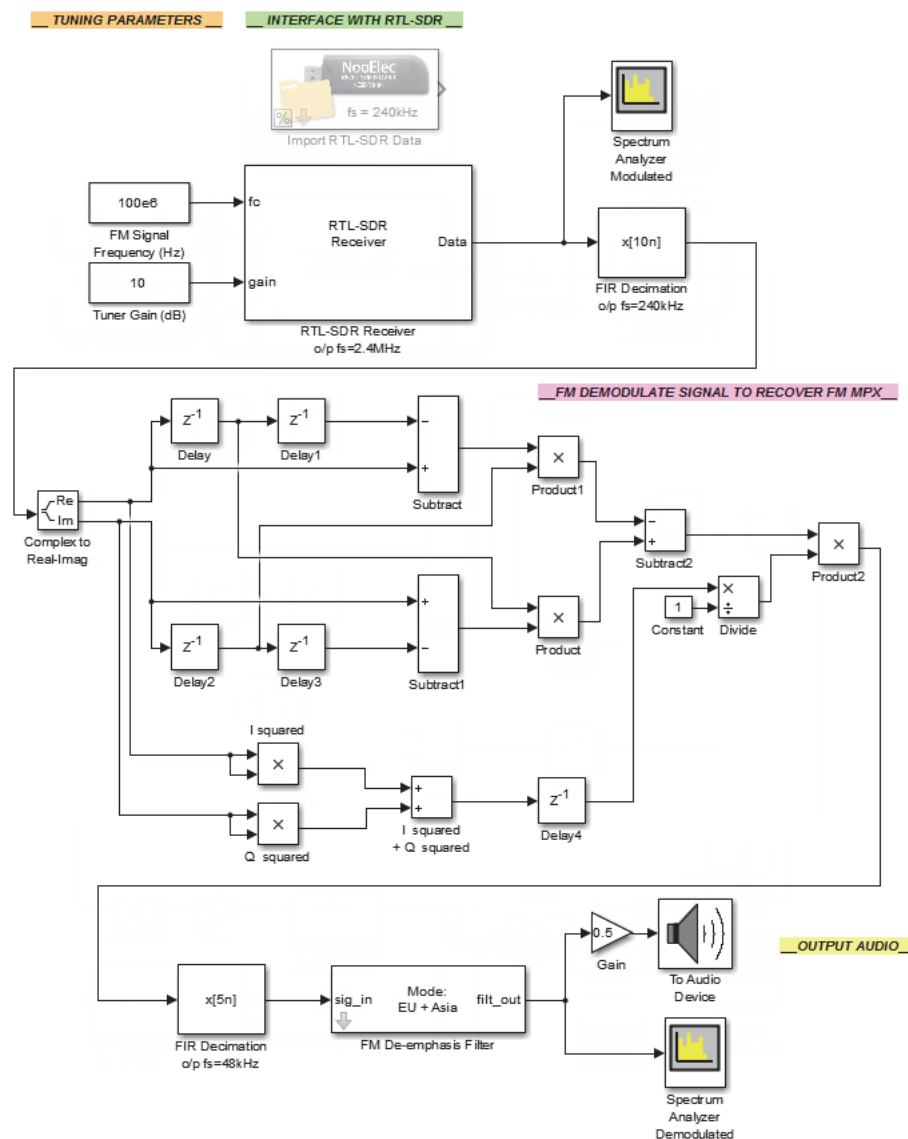 __ TUNING PARAMETERS __
__ INTERFACE WITH RTL-SDR __
NooElec
fs = 240kHz
%
Import RTL-SDR Data
Spectrum
Analyzer
Modulated
100e6
FM Signal
Frequency (Hz)
10
Tuner Gain (dB)
fc
gain
RTL-SDR
Receiver
Data
RTL-SDR Receiver
o/p fs=2.4MHz
x[10n]
FIR Decimation
o/p fs=240kHz
__FM DEMODULATE SIGNAL TO RECOVER FM MPX__
z-1
Delay
z-1
Delay1
−
+
Subtract
×
Product1
Re
Im
Complex to
Real-Imag
−
+
Subtract2
×
Product2
+
−
Subtract1
×
Product
1
Constant
×
÷
Divide
z-1
Delay2
z-1
Delay3
I squared
×
×
Q squared
+
+
I squared
+ Q squared
z-1
Delay4
0.5
Gain
To Audio
Device
__OUTPUT AUDIO__
x[5n]
FIR Decimation
o/p fs=48kHz
sig_in
Mode:
EU + Asia
filt_out
FM De-emphasis Filter
Spectrum
Analyzer
Demodulated